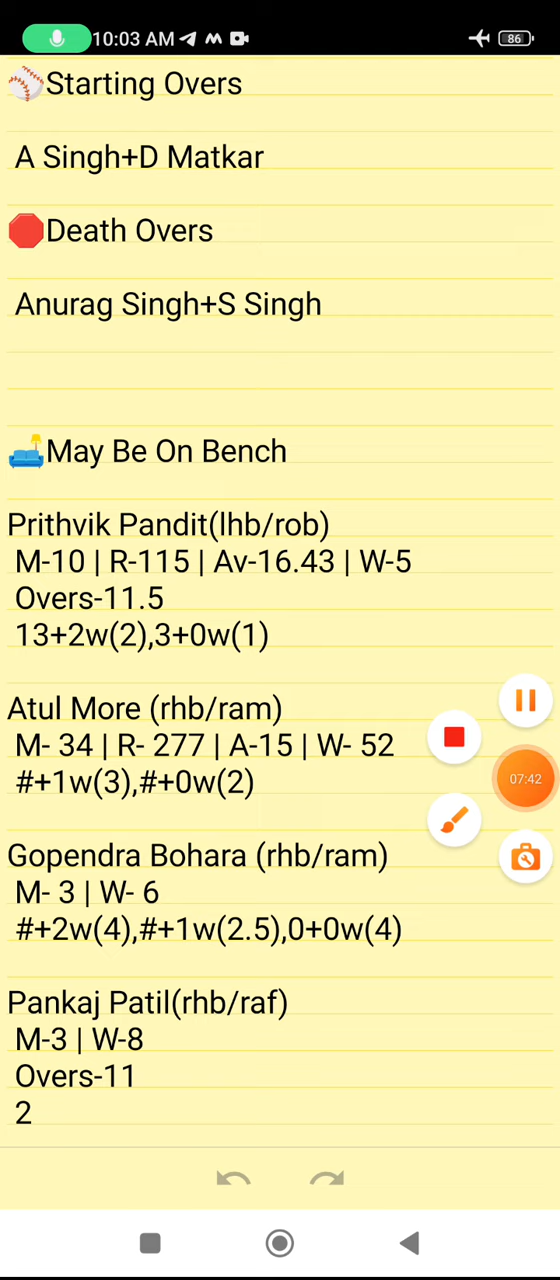 10:03 AM
86
Starting Overs
A Singh+D Matkar
Death Overs
Anurag Singh+S Singh
May Be On Bench
Prithvik Pandit(lhb/rob)
M-10 | R-115 | Av-16.43 | W-5
Overs-11.5
13+2w(2),3+0w(1)
Atul More (rhb/ram)
M- 34 | R- 277 | A-15 | W- 52
#+1w(3),#+0w(2)
07:42
Gopendra Bohara (rhb/ram)
M- 3 | W- 6
#+2w(4),#+1w(2.5),0+0w(4)
Pankaj Patil(rhb/raf)
M-3 | W-8
Overs-11
2